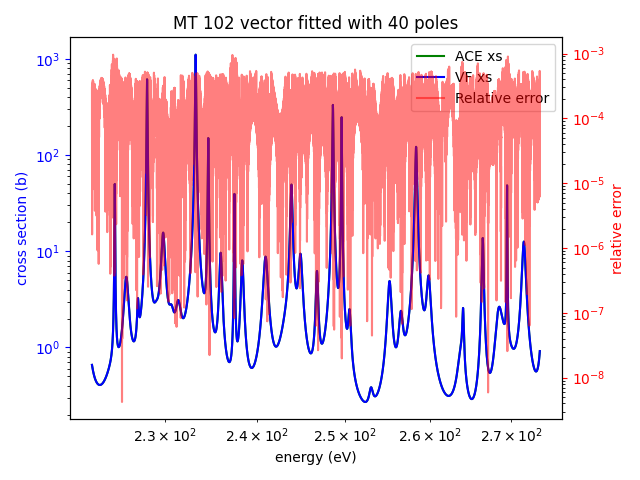 MT 102 vector fitted with 40 poles
cross section (b)
10³
10²
10¹
10⁰
ACE xs
VF xs
Relative error
10⁻³
10⁻⁴
10⁻⁵
10⁻⁶
10⁻⁷
10⁻⁸
relative error
2.3 × 10² 2.4 × 10² 2.5 × 10² 2.6 × 10² 2.7 × 10²
energy (eV)